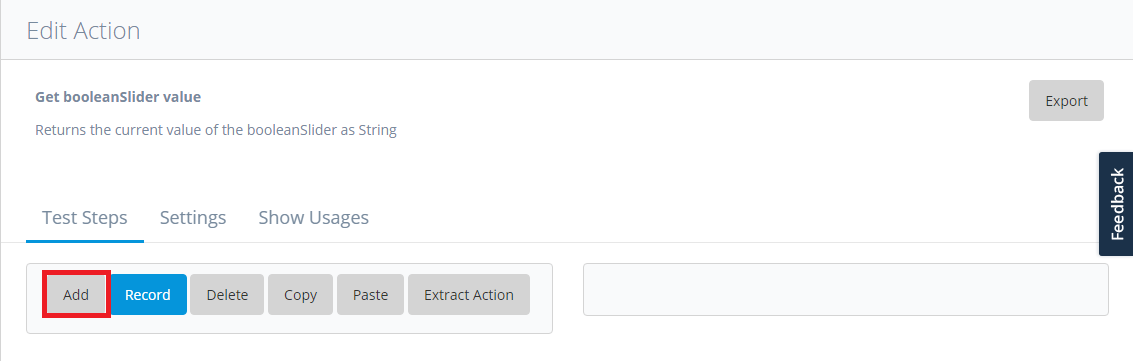 Edit Action
Get booleanSlider value
Export
Returns the current value of the booleanSlider as String
Feedback
Test Steps Settings Show Usages
Add Record Delete Copy Paste Extract Action